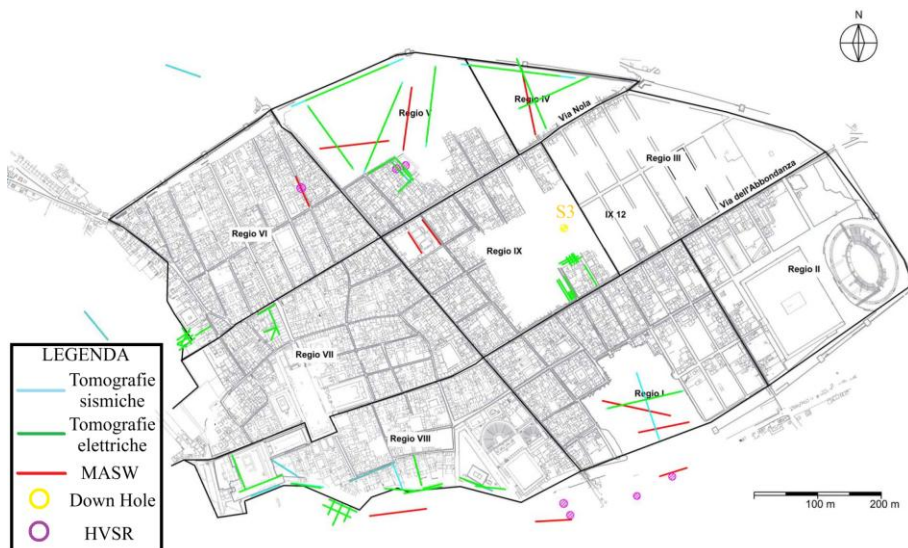 N
Regio V
Regio IV
Via Nola
Regio III
Via dell'Abbondanza
S3
IX 12
Regio VI
Regio IX
Regio II
Regio VII
Regio I
Regio VIII
LEGENDA
Tomografie
sismiche
Tomografie
elettriche
MASW
Down Hole
HVSR
100 m
200 m